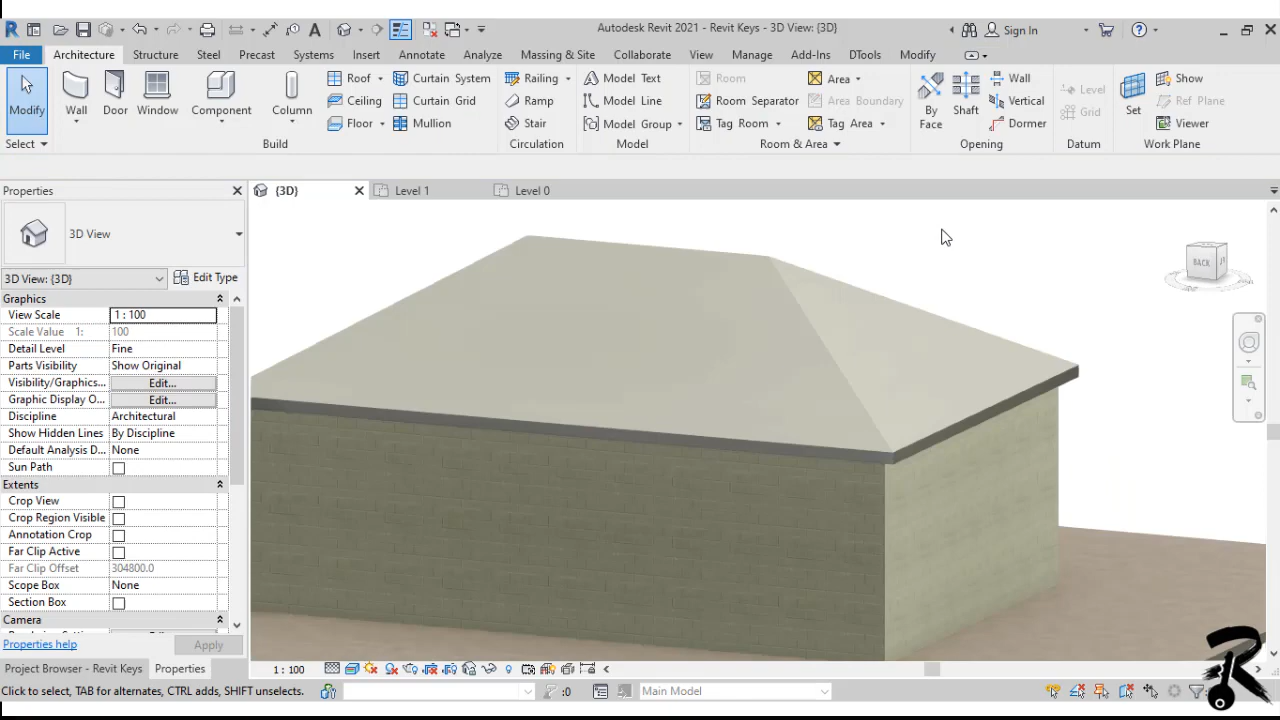 Autodesk Revit 2021 - Revit Keys - 3D View: {3D}
Sign In
File Architecture Structure Steel Precast Systems Insert Annotate Analyze Massing & Site Collaborate View Manage Add-Ins DTools Modify
Modify Wall Door Window Component Column
Roof Curtain System Railing Model Text Room Area By Face Shaft Wall Level Set Show
Ceiling Curtain Grid Ramp Model Line Room Separator Area Boundary Vertical Grid Ref Plane
Floor Mullion Stair Model Group Tag Room Tag Area Dormer Viewer
Select Build Circulation Model Room & Area Opening Datum Work Plane
Properties {3D} Level 1 Level 0
3D View
3D View: {3D} Edit Type
Graphics
View Scale 1 : 100
Scale Value 1: 100
Detail Level Fine
Parts Visibility Show Original
Visibility/Graphics... Edit...
Graphic Display O... Edit...
Discipline Architectural
Show Hidden Lines By Discipline
Default Analysis D... None
Sun Path
Extents
Crop View
Crop Region Visible
Annotation Crop
Far Clip Active
Far Clip Offset 304800.0
Scope Box None
Section Box
Camera
Properties help Apply
Project Browser - Revit Keys Properties 1 : 100
Click to select, TAB for alternates, CTRL adds, SHIFT unselects. :0 Main Model
BACK